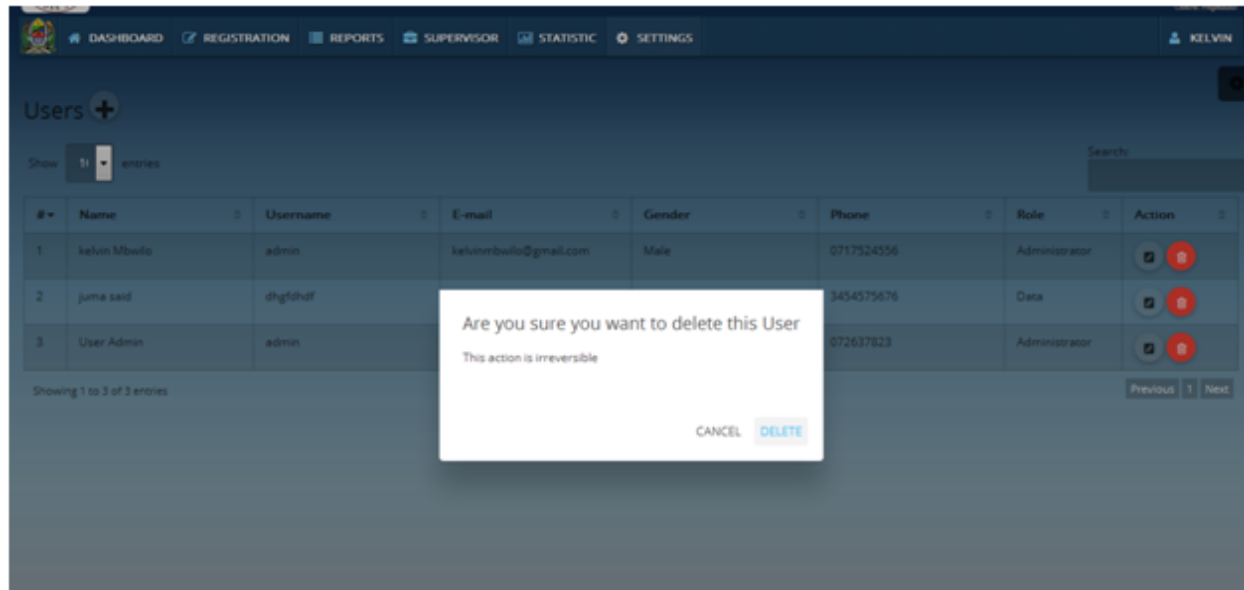 DASHBOARD REGISTRATION REPORTS SUPERVISOR STATISTIC SETTINGS KELVIN
Users
Show 10 entries
Search:
# Name Username E-mail Gender Phone Role Action
1 kelvin Mbwilo admin kelvinmbwilo@gmail.com Male 0717524556 Administrator
2 juma said dhgfdhdf 3454575676 Data
3 User Admin admin 072637823 Administrator
Are you sure you want to delete this User
This action is irreversible
CANCEL DELETE
Showing 1 to 3 of 3 entries
Previous 1 Next